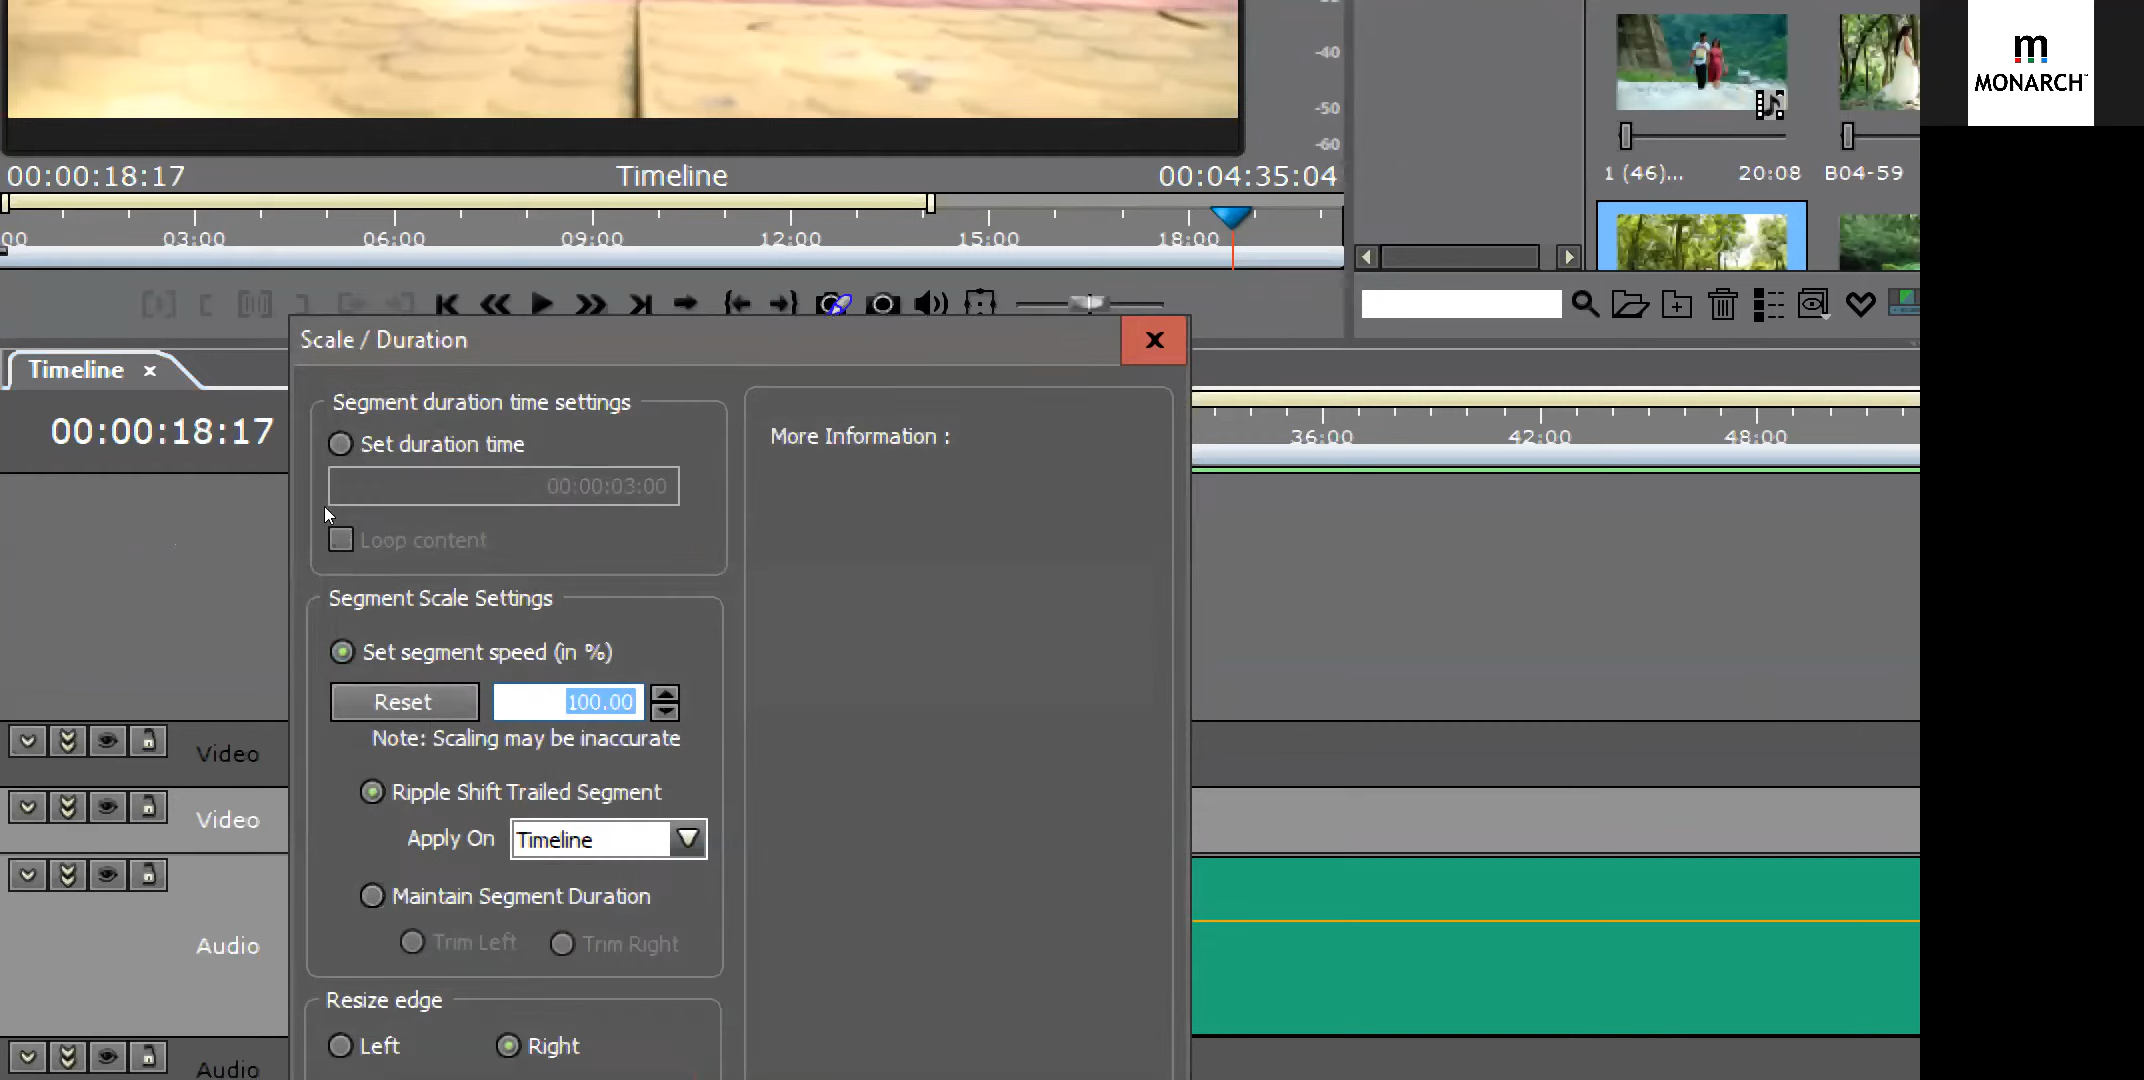 -40
-50
-60
m
MONARCH
00:00:18:17
Timeline
00:04:35:04
1 (46)...
20:08
B04-59
00
03:00
06:00
09:00
12:00
15:00
18:00
Scale / Duration
Timeline
00:00:18:17
Segment duration time settings
Set duration time
00:00:03:00
Loop content
More Information :
36:00
42:00
48:00
Segment Scale Settings
Set segment speed (in %)
Reset
100.00
Note: Scaling may be inaccurate
Ripple Shift Trailed Segment
Apply On
Timeline
Maintain Segment Duration
Trim Left
Trim Right
Resize edge
Left
Right
Video
Video
Audio
Audio